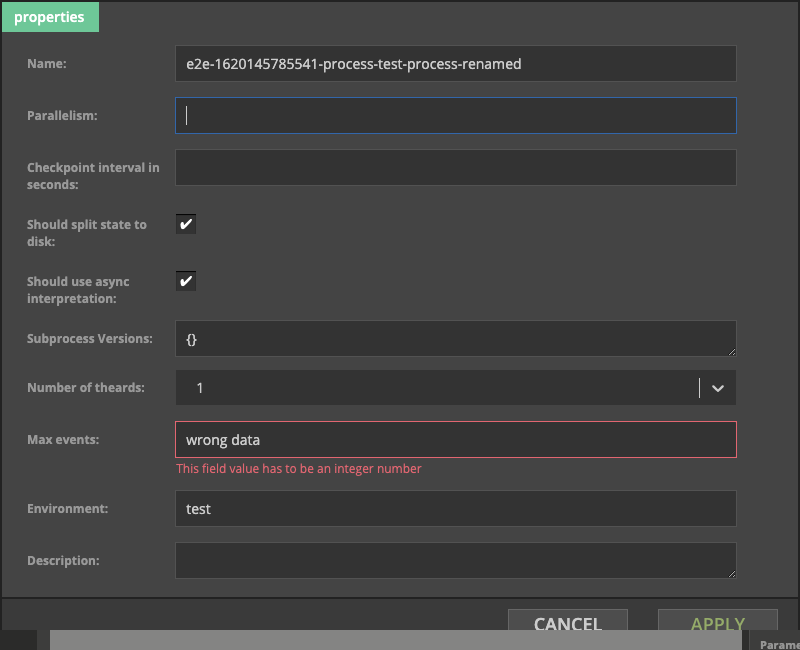 properties
Name:
e2e-1620145785541-process-test-process-renamed
Parallelism:
Checkpoint interval in
seconds:
Should split state to
disk:
Should use async
interpretation:
Subprocess Versions:
{}
Number of theards:
1
Max events:
wrong data
This field value has to be an integer number
Environment:
test
Description:
CANCEL
APPLY